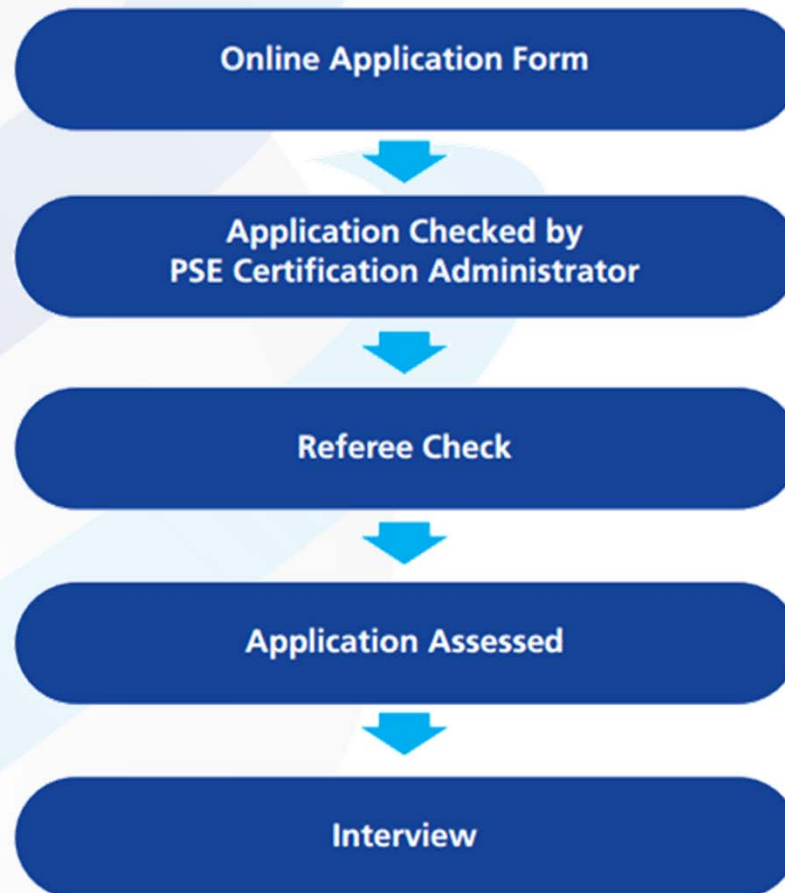 Online Application Form
Application Checked by
PSE Certification Administrator
Referee Check
Application Assessed
Interview